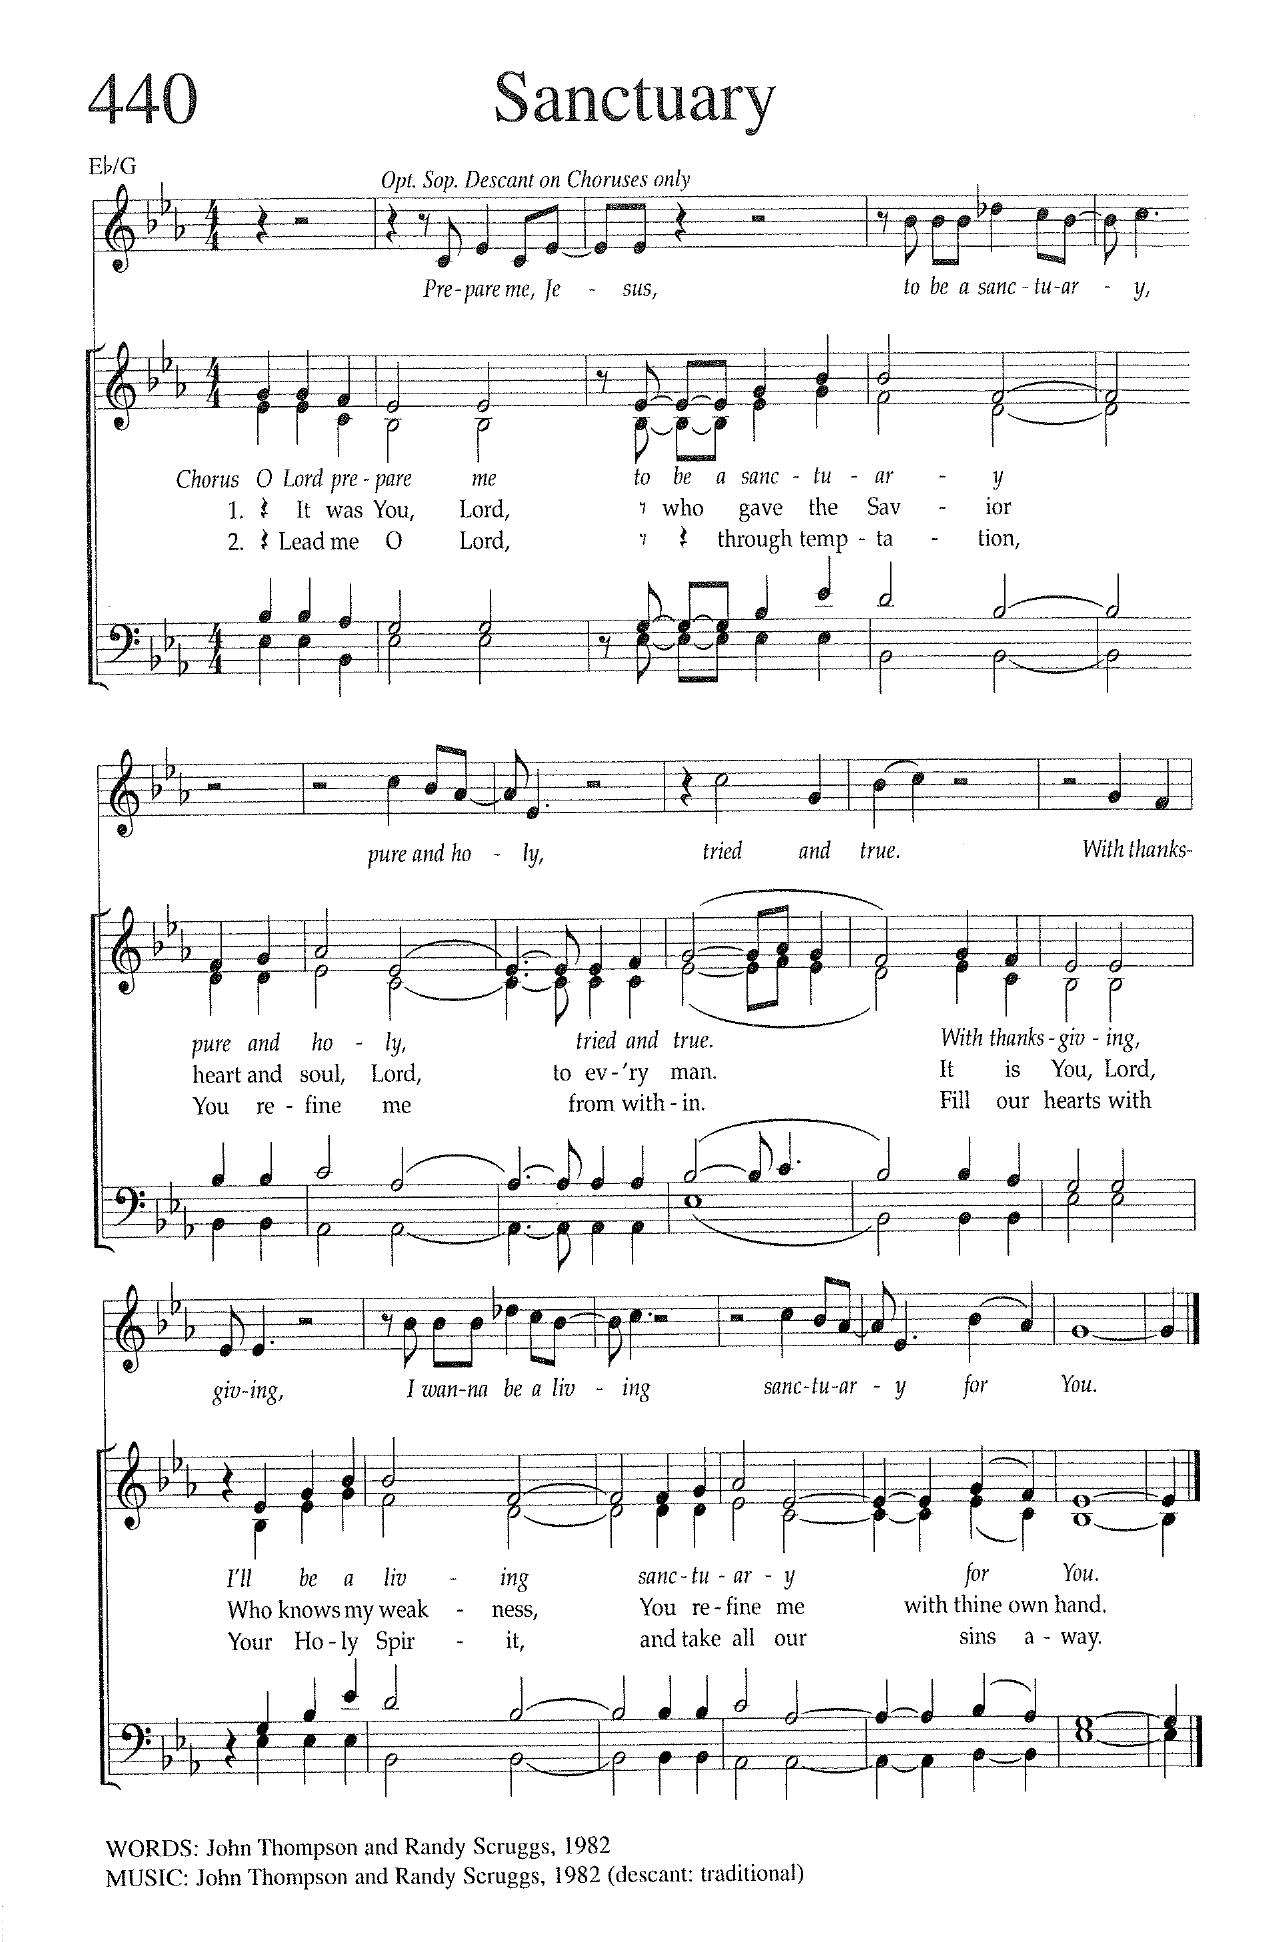 440
Sanctuary
E♭/G
Opt. Sop. Descant on Choruses only
Pre-pare me, Je - sus, to be a sanc - tu-ar - y,
Chorus O Lord pre - pare me to be a sanc - tu - ar - y
1. It was You, Lord, who gave the Sav - ior
2. Lead me O Lord, through temp - ta - tion,
pure and ho - ly, tried and true. With thanks-
pure and ho - ly, tried and true. With thanks - giv - ing,
heart and soul, Lord, to ev - 'ry man. It is You, Lord,
You re - fine me from with - in. Fill our hearts with
giv-ing, I wan-na be a liv - ing sanc-tu-ar - y for You.
I'll be a liv - ing sanc - tu - ar - y for You.
Who knows my weak - ness, You re - fine me with thine own hand.
Your Ho - ly Spir - it, and take all our sins a - way.
WORDS: John Thompson and Randy Scruggs, 1982
MUSIC: John Thompson and Randy Scruggs, 1982 (descant: traditional)